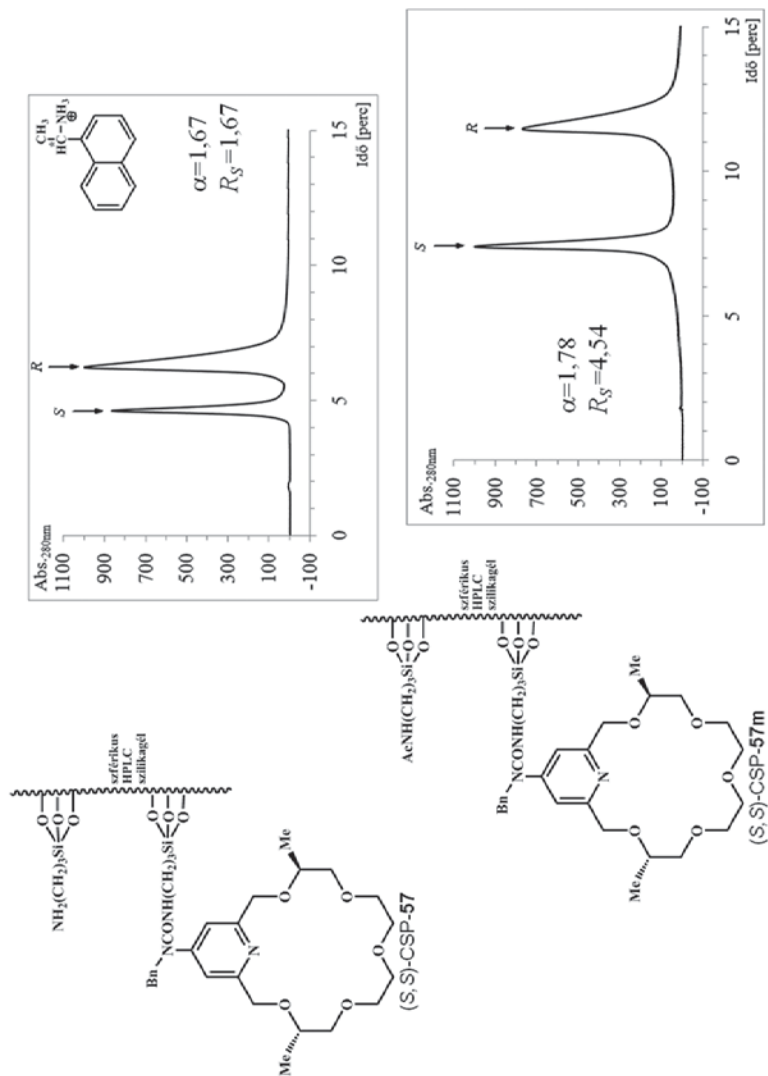 NH₂(CH₂)₃Si
O
O
O
szférikus
HPLC
szilikagél
Bn
NCONH(CH₂)₃Si
O
O
O
N
O
O
Me
Me
O
O
O
(S,S)-CSP-57
Abs.280nm
1100
900
700
500
300
100
-100
S
R
CH₃
HC-NH₃
⊕
α=1,67
R_S=1,67
0
5
10
15
Idő [perc]
AcNH(CH₂)₃Si
O
O
O
szférikus
HPLC
szilikagél
Bn
NCONH(CH₂)₃Si
O
O
O
N
O
O
Me
Me
O
O
O
(S,S)-CSP-57m
Abs.280nm
1100
900
700
500
300
100
-100
S
R
α=1,78
R_S=4,54
0
5
10
15
Idő [perc]